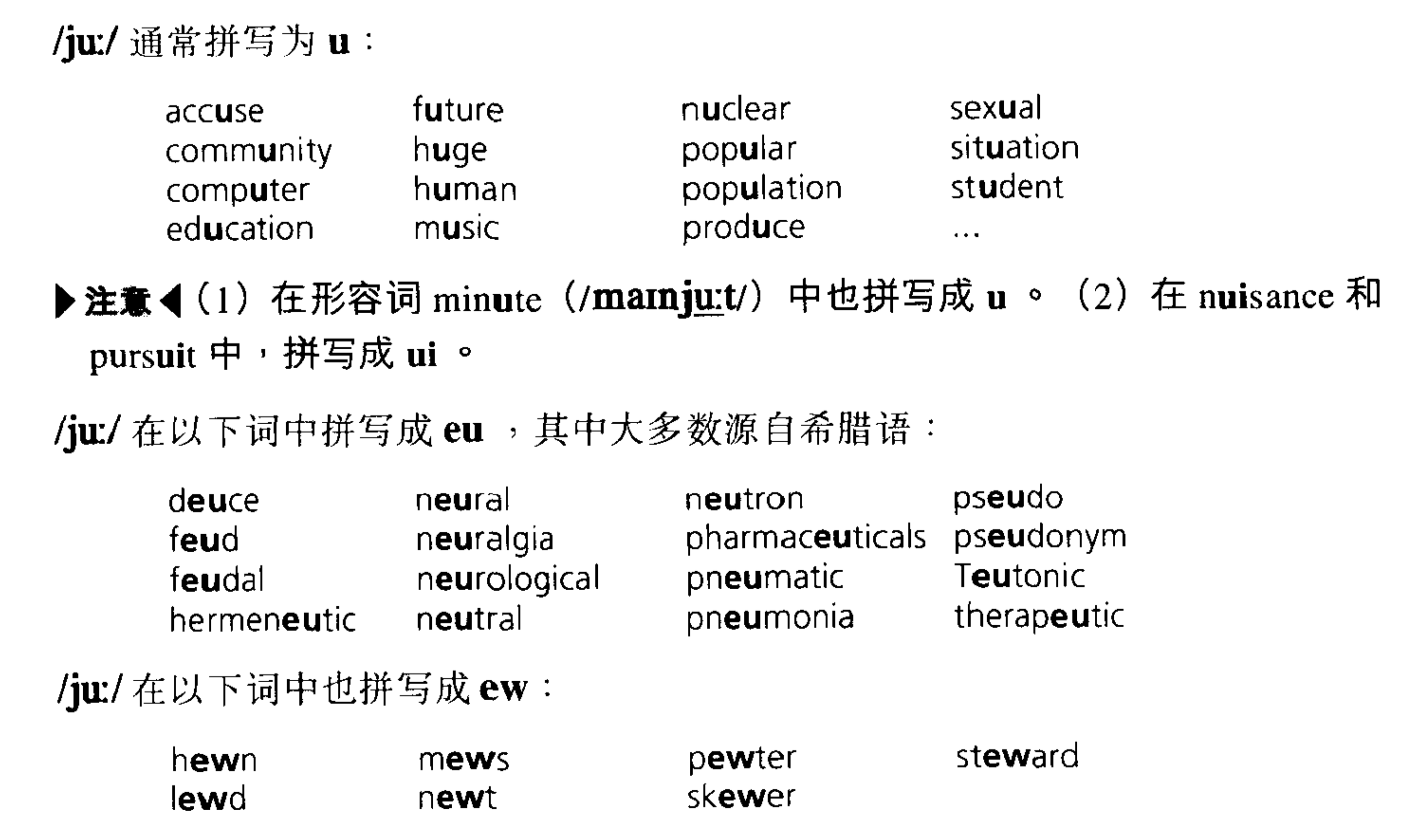 /ju:/ 通常拼写为 u：
accuse future nuclear sexual
community huge popular situation
computer human population student
education music produce ...
▶注意◀（1）在形容词 minute（/maɪnju:t/）中也拼写成 u 。（2）在 nuisance 和
pursuit 中，拼写成 ui 。
/ju:/ 在以下词中拼写成 eu ，其中大多数源自希腊语：
deuce neural neutron pseudo
feud neuralgia pharmaceuticals pseudonym
feudal neurological pneumatic Teutonic
hermeneutic neutral pneumonia therapeutic
/ju:/ 在以下词中也拼写成 ew：
hewn mews pewter steward
lewd newt skewer